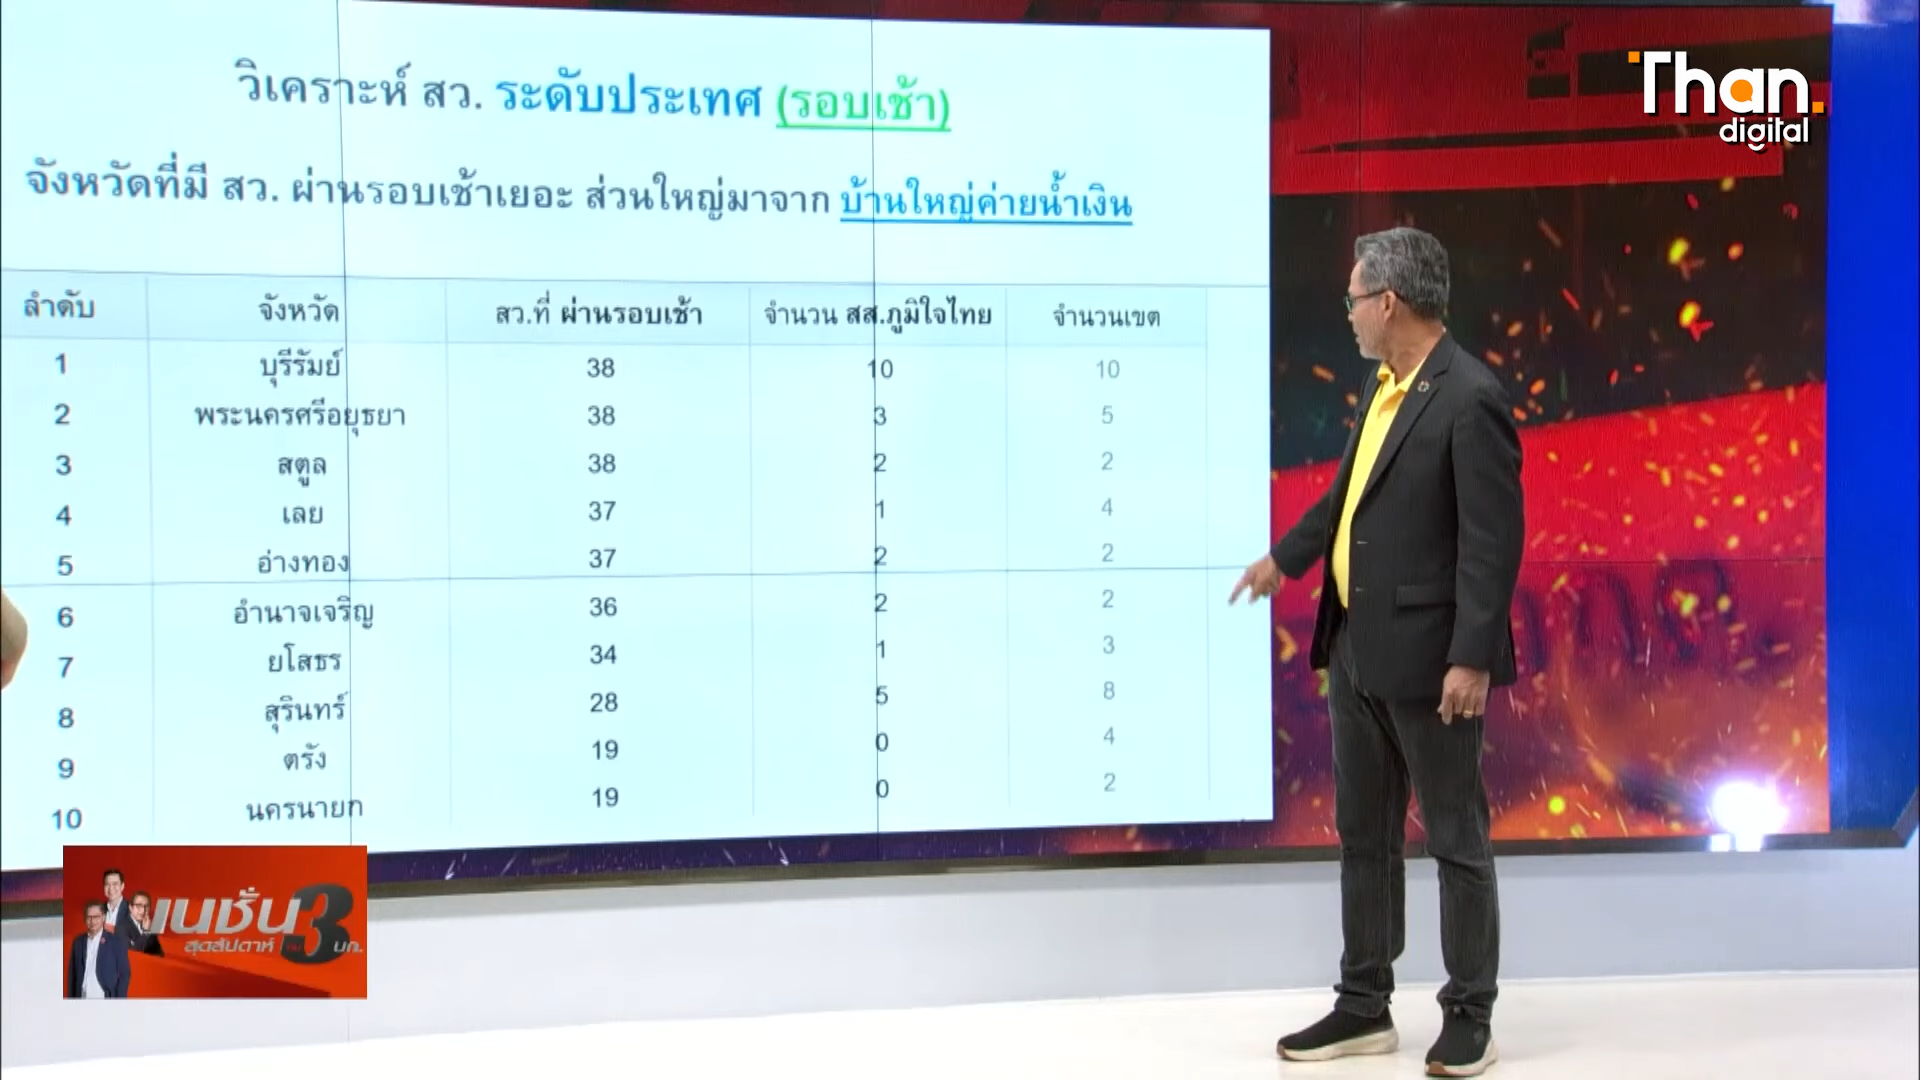 Than.
digital
วิเคราะห์ สว. ระดับประเทศ (รอบเช้า)
จังหวัดที่มี สว. ผ่านรอบเช้าเยอะ ส่วนใหญ่มาจาก บ้านใหญ่ค่ายน้ำเงิน
ลำดับ จังหวัด สว.ที่ ผ่านรอบเช้า จำนวน สส.ภูมิใจไทย จำนวนเขต
1 บุรีรัมย์ 38 10 10
2 พระนครศรีอยุธยา 38 3 5
3 สตูล 38 2 2
4 เลย 37 1 4
5 อ่างทอง 37 2 2
6 อำนาจเจริญ 36 2 2
7 ยโสธร 34 1 3
8 สุรินทร์ 28 5 8
9 ตรัง 19 0 4
10 นครนายก 19 0 2
เนชั่น
สุดสัปดาห์ 3 บก.